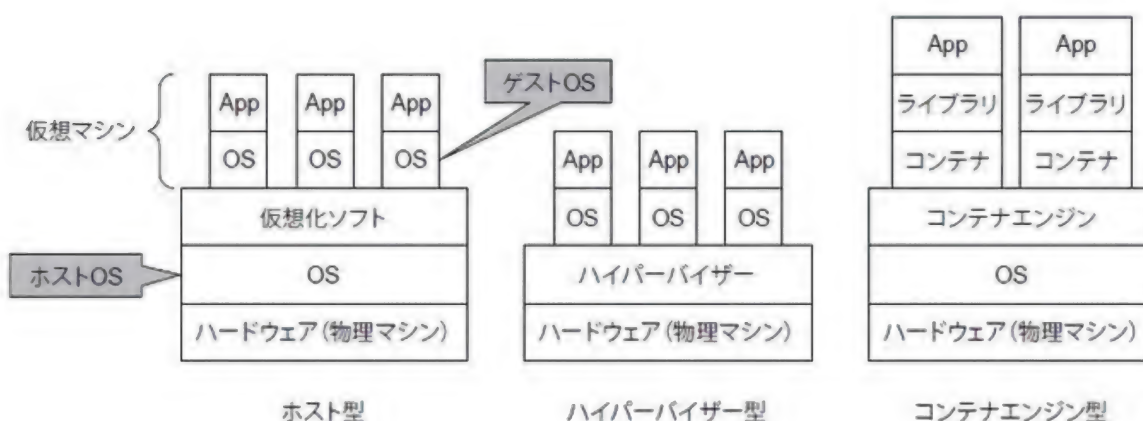 仮想マシン
App
App
App
OS
OS
OS
ゲストOS
仮想化ソフト
ホストOS
OS
ハードウェア(物理マシン)
ホスト型
App
App
App
OS
OS
OS
ハイパーバイザー
ハードウェア(物理マシン)
ハイパーバイザー型
App
App
ライブラリ
ライブラリ
コンテナ
コンテナ
コンテナエンジン
OS
ハードウェア(物理マシン)
コンテナエンジン型